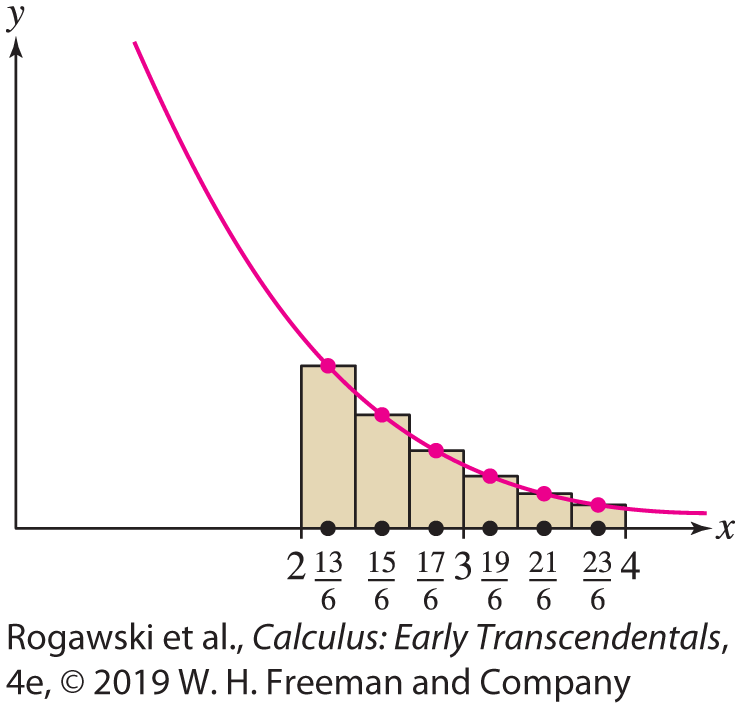 y
x
2 13/6 15/6 17/6 3 19/6 21/6 23/6 4
Rogawski et al., Calculus: Early Transcendentals,
4e, © 2019 W. H. Freeman and Company